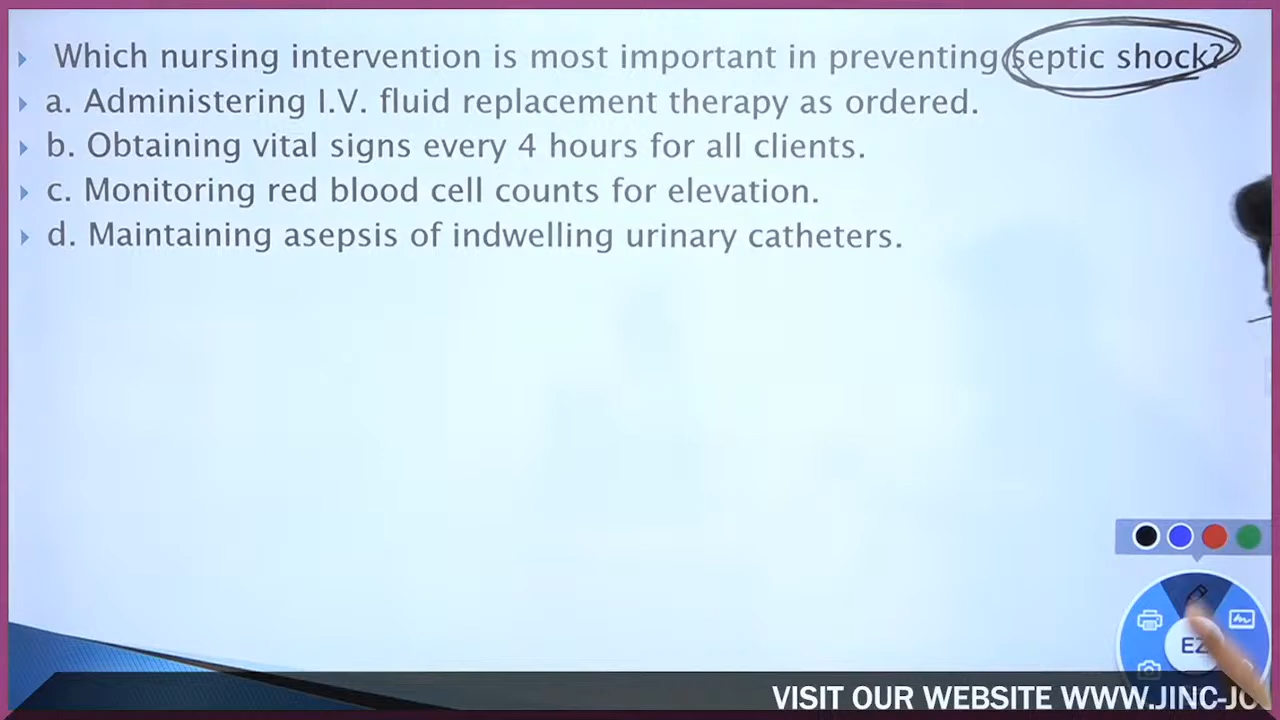 Which nursing intervention is most important in preventing septic shock?
a. Administering I.V. fluid replacement therapy as ordered.
b. Obtaining vital signs every 4 hours for all clients.
c. Monitoring red blood cell counts for elevation.
d. Maintaining asepsis of indwelling urinary catheters.
EZ
VISIT OUR WEBSITE WWW.JINC-JO